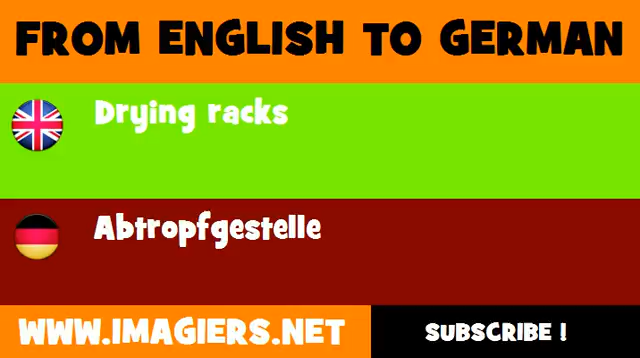 FROM ENGLISH TO GERMAN
Drying racks
Abtropfgestelle
WWW.IMAGIERS.NET
SUBSCRIBE !